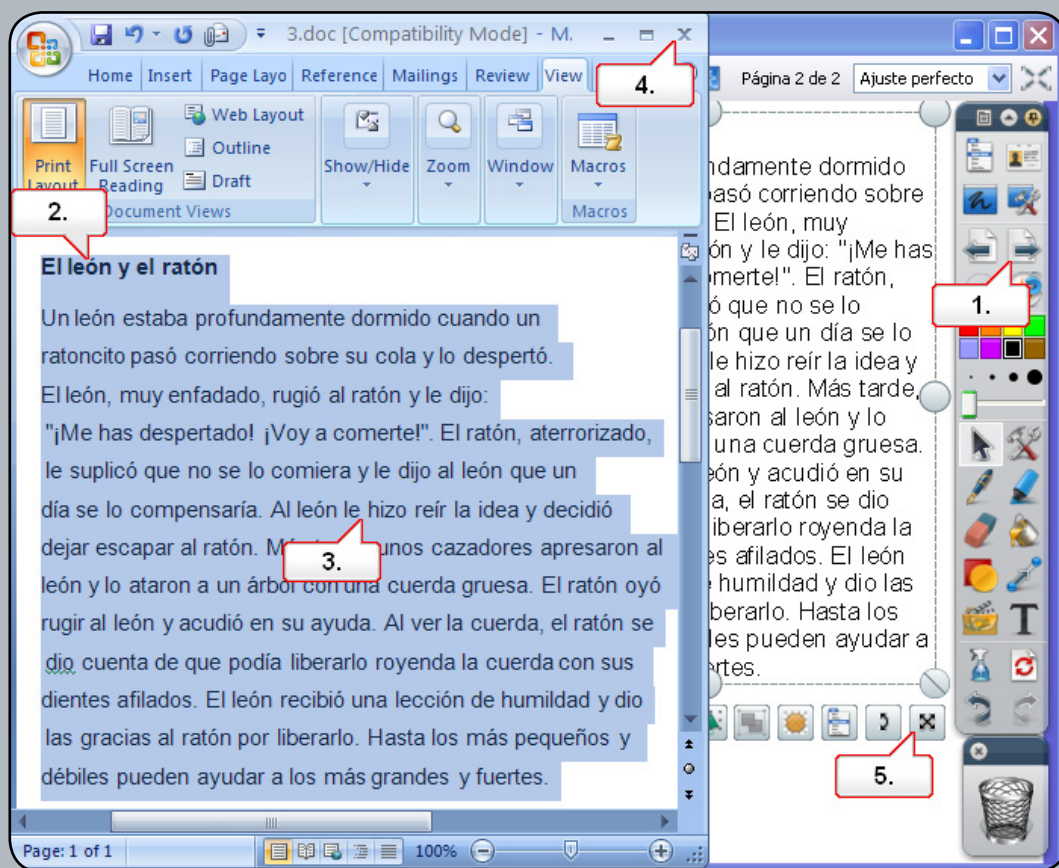 3.doc [Compatibility Mode] - M.
Home Insert Page Layo Reference Mailings Review View
4.
Página 2 de 2 Ajuste perfecto
Print Layout
Full Screen Reading
Web Layout
Outline
Draft
Show/Hide
Zoom
Window
Macros
2.
Document Views
Macros
El león y el ratón
Un león estaba profundamente dormido cuando un
ratoncito pasó corriendo sobre su cola y lo despertó.
El león, muy enfadado, rugió al ratón y le dijo:
"¡Me has despertado! ¡Voy a comerte!". El ratón, aterrorizado,
le suplicó que no se lo comiera y le dijo al león que un
día se lo compensaría. Al león le hizo reír la idea y decidió
dejar escapar al ratón. unos cazadores apresaron al
3.
león y lo ataron a un árbol con una cuerda gruesa. El ratón oyó
rugir al león y acudió en su ayuda. Al ver la cuerda, el ratón se
dio cuenta de que podía liberarlo royenda la cuerda con sus
dientes afilados. El león recibió una lección de humildad y dio
las gracias al ratón por liberarlo. Hasta los más pequeños y
débiles pueden ayudar a los más grandes y fuertes.
Page: 1 of 1
100%
ndamente dormido
asó corriendo sobre
El león, muy
ón y le dijo: "¡Me has
merte!". El ratón,
ó que no se lo
ón que un día se lo
le hizo reír la idea y
al ratón. Más tarde,
saron al león y lo
una cuerda gruesa.
eón y acudió en su
a, el ratón se dio
liberarlo royenda la
es afilados. El león
humildad y dio las
berarlo. Hasta los
les pueden ayudar a
rtes.
1.
T
5.